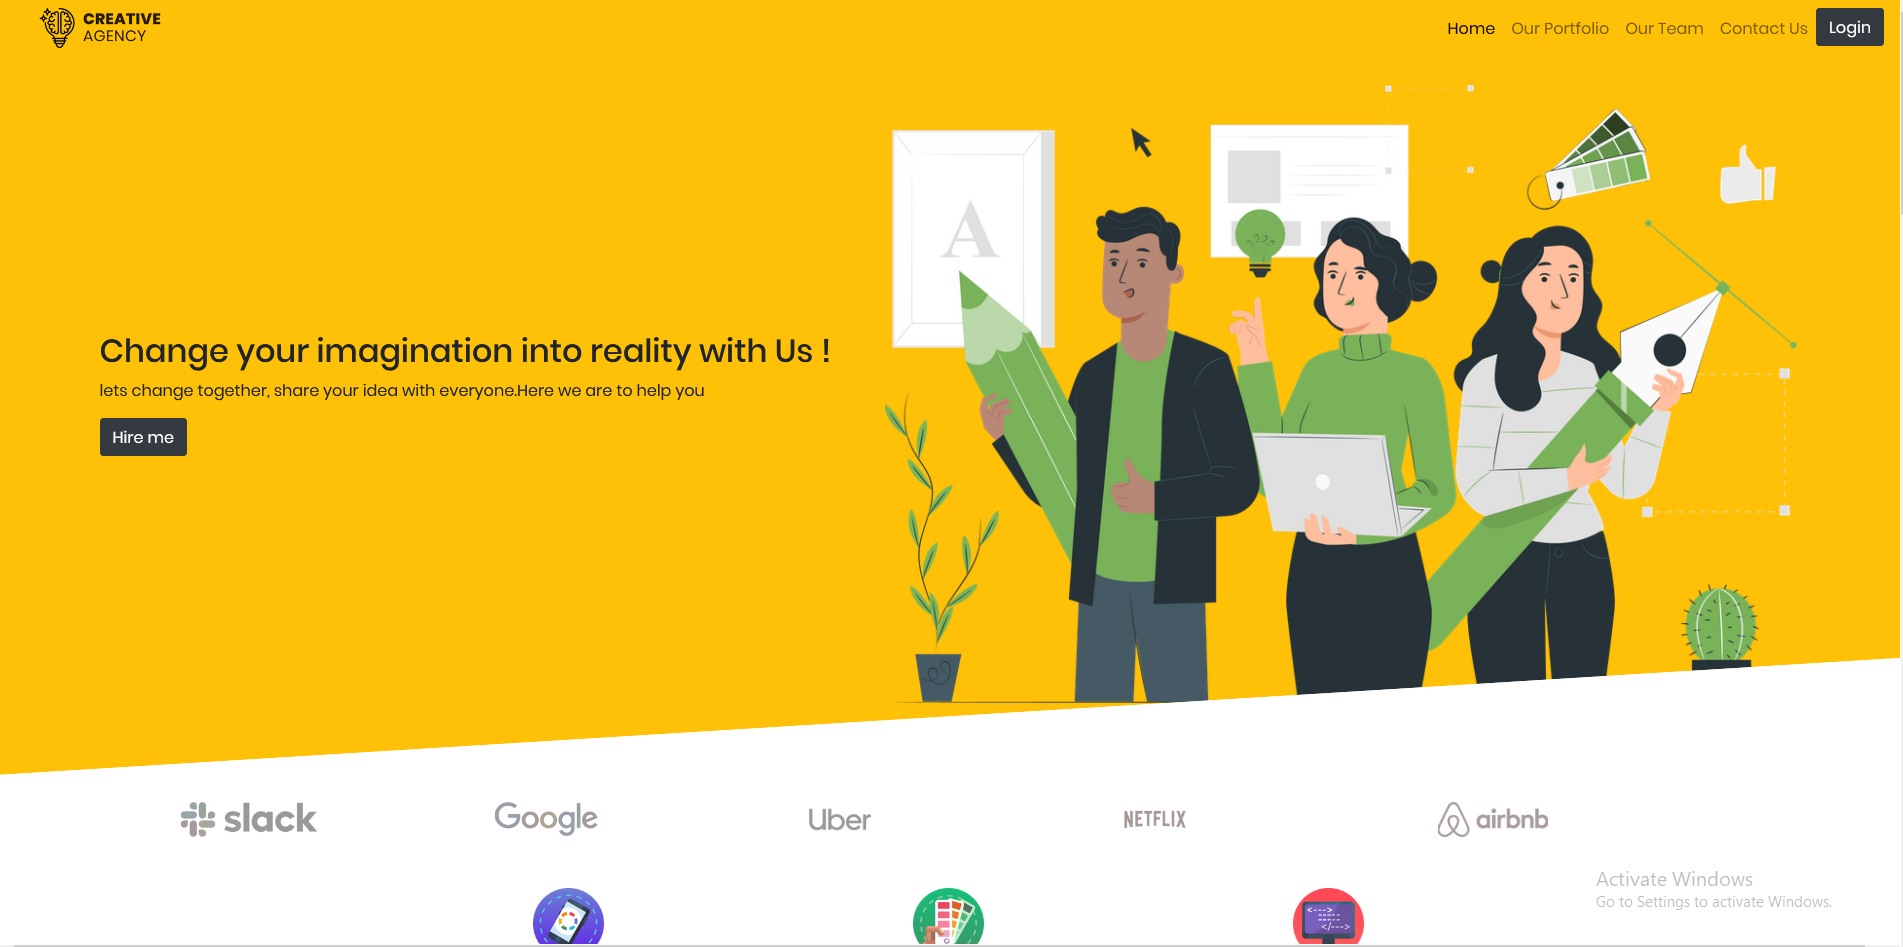 CREATIVE
AGENCY
Home Our Portfolio Our Team Contact Us Login
A
Change your imagination into reality with Us !
lets change together, share your idea with everyone.Here we are to help you
Hire me
slack Google Uber NETFLIX airbnb
Activate Windows
Go to Settings to activate Windows.
<--->
</--->